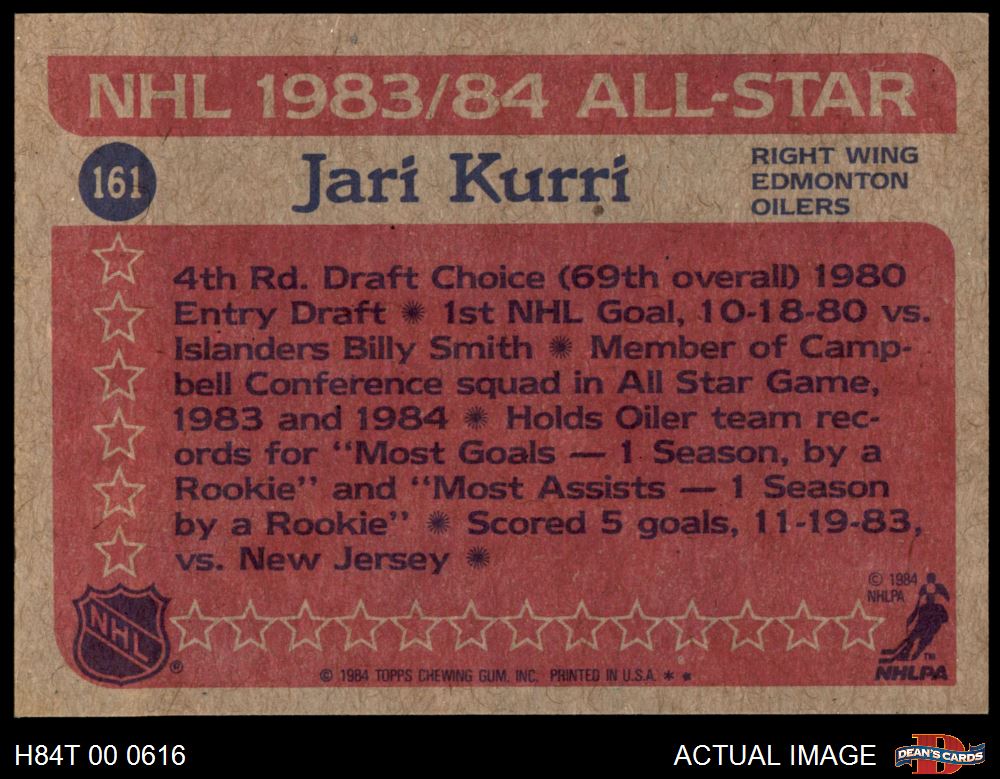 NHL 1983/84 ALL-STAR
161
Jari Kurri
RIGHT WING
EDMONTON
OILERS
4th Rd. Draft Choice (69th overall) 1980
Entry Draft ✺ 1st NHL Goal, 10-18-80 vs.
Islanders Billy Smith ✺ Member of Camp-
bell Conference squad in All Star Game,
1983 and 1984 ✺ Holds Oiler team rec-
ords for “Most Goals — 1 Season, by a
Rookie” and “Most Assists — 1 Season
by a Rookie” ✺ Scored 5 goals, 11-19-83,
vs. New Jersey ✺
© 1984
NHLPA
NHL
®
TM
NHLPA
© 1984 TOPPS CHEWING GUM, INC. PRINTED IN U.S.A. * *
H84T 00 0616
ACTUAL IMAGE
DEAN'S CARDS